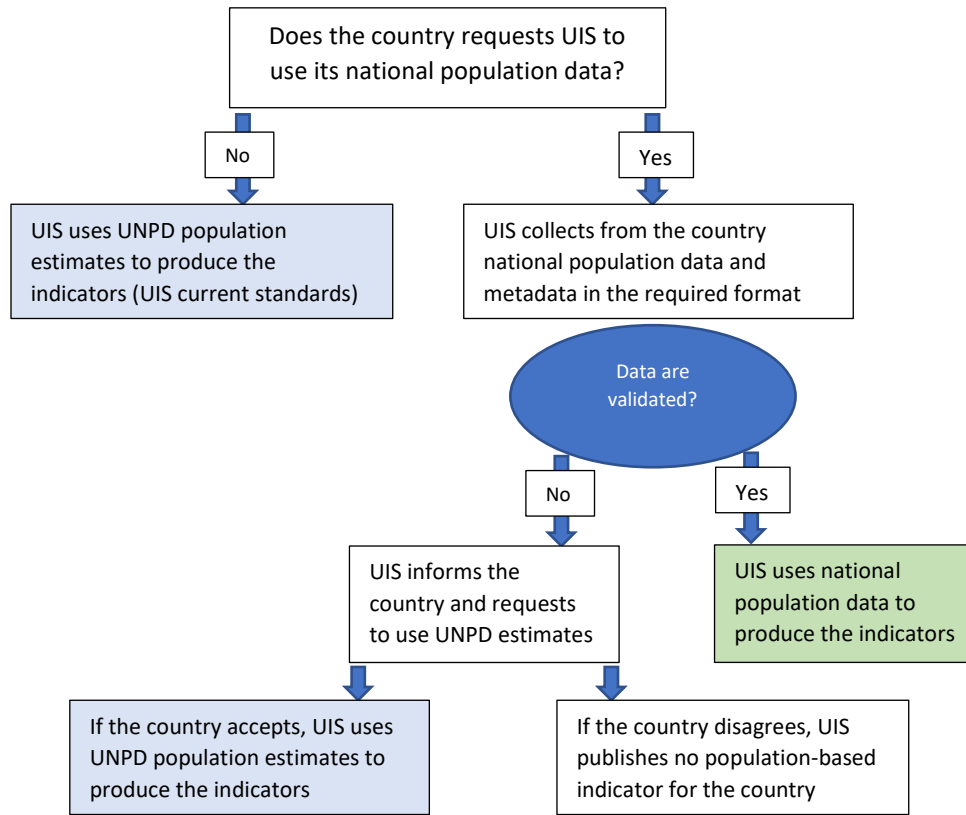 Does the country requests UIS to
use its national population data?
No
Yes
UIS uses UNPD population
estimates to produce the
indicators (UIS current standards)
UIS collects from the country
national population data and
metadata in the required format
Data are
validated?
No
Yes
UIS informs the
country and requests
to use UNPD estimates
UIS uses national
population data to
produce the indicators
If the country accepts, UIS uses
UNPD population estimates to
produce the indicators
If the country disagrees, UIS
publishes no population-based
indicator for the country